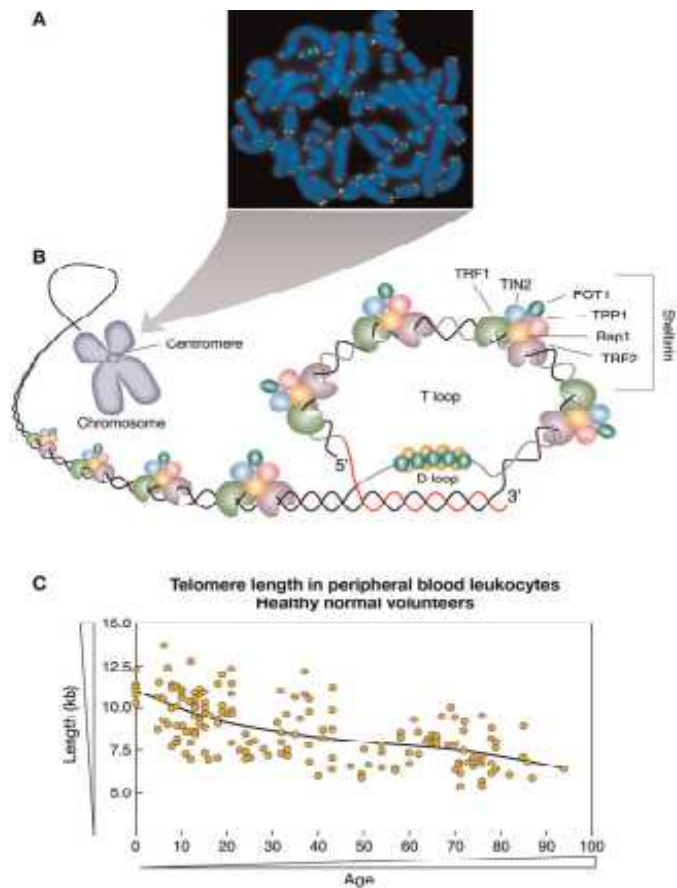 A
B
TRF1
TIN2
POT1
TPP1
Rap1
TRF2
Shelterin
Centromere
Chromosome
T loop
5'
D loop
3'
C
Telomere length in peripheral blood leukocytes
Healthy normal volunteers
Length (kb)
15.0
12.5
10.0
7.5
5.0
0 10 20 30 40 50 60 70 80 90 100
Age